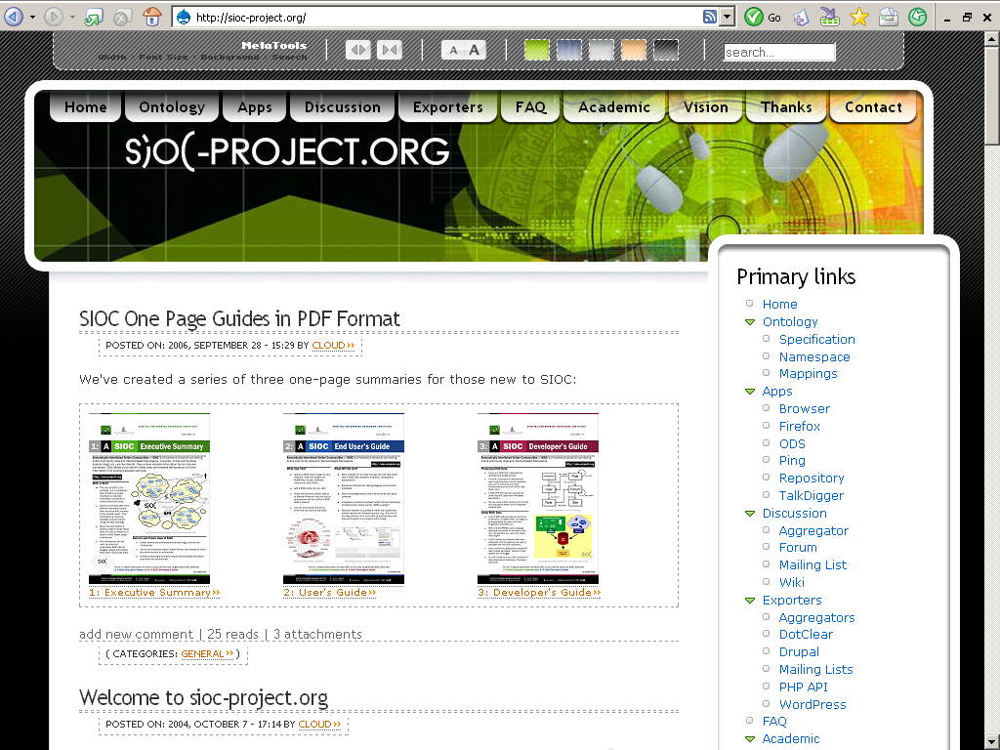 http://sioc-project.org/
Go
MetaTools
Width · Font Size · Background · Search
A A
search...
Home Ontology Apps Discussion Exporters FAQ Academic Vision Thanks Contact
SIOC-PROJECT.ORG
SIOC One Page Guides in PDF Format
POSTED ON: 2006, SEPTEMBER 28 - 15:29 BY CLOUD»
We've created a series of three one-page summaries for those new to SIOC:
1: A SIOC Executive Summary
2: A SIOC End User's Guide
3: A SIOC Developer's Guide
1: Executive Summary»
2: User's Guide»
3: Developer's Guide»
add new comment | 25 reads | 3 attachments
( CATEGORIES: GENERAL» )
Welcome to sioc-project.org
POSTED ON: 2004, OCTOBER 7 - 17:14 BY CLOUD»
Primary links
Home
Ontology
Specification
Namespace
Mappings
Apps
Browser
Firefox
ODS
Ping
Repository
TalkDigger
Discussion
Aggregator
Forum
Mailing List
Wiki
Exporters
Aggregators
DotClear
Drupal
Mailing Lists
PHP API
WordPress
FAQ
Academic